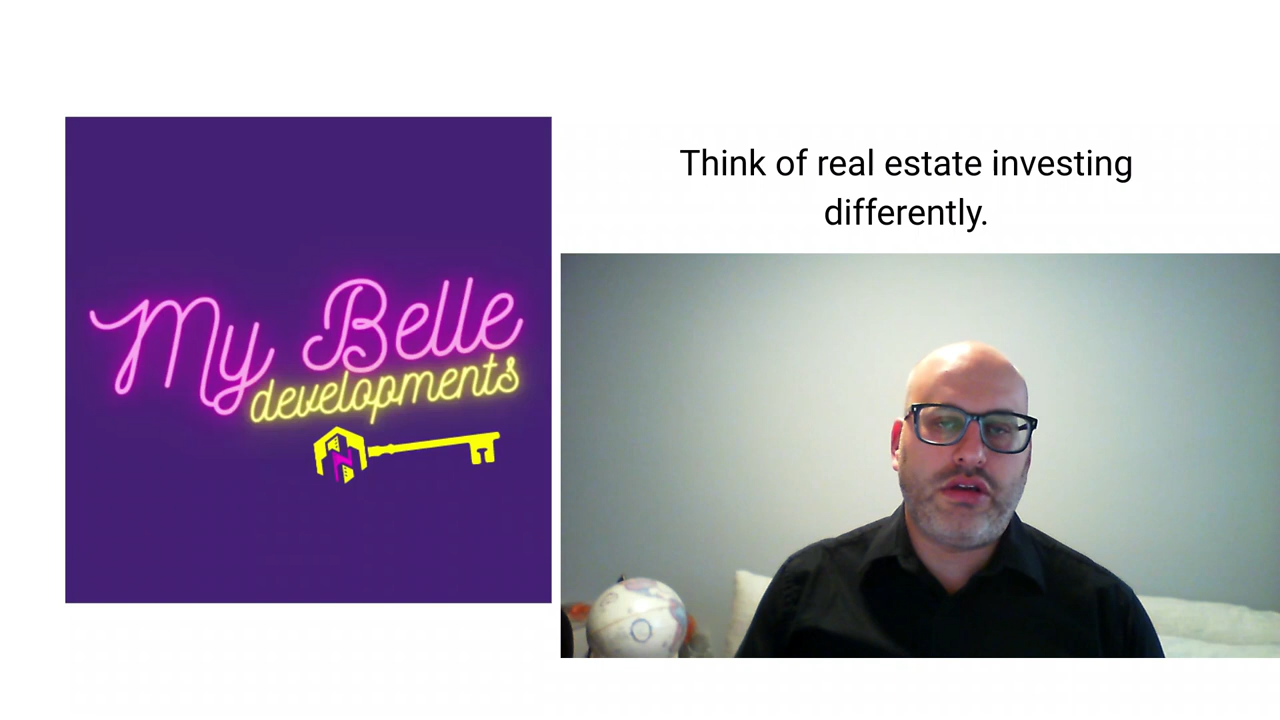 My Belle
developments
Think of real estate investing
differently.